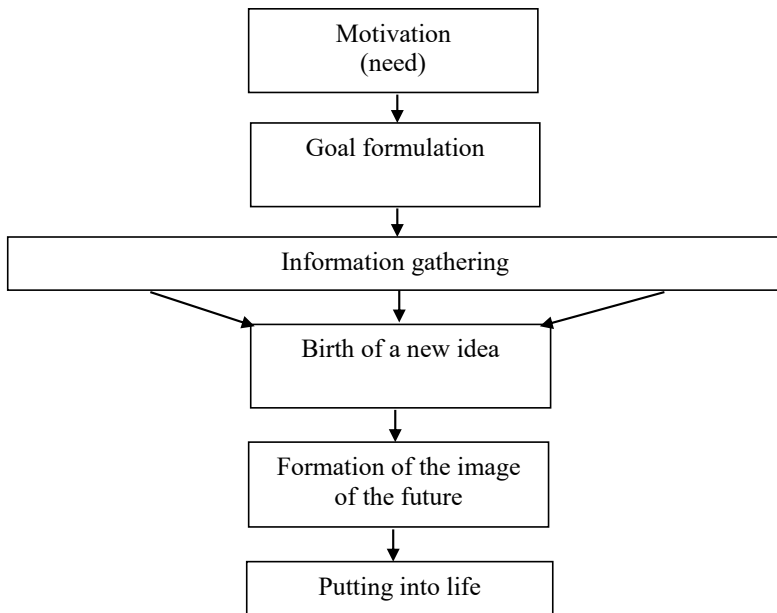 Motivation
(need)
Goal formulation
Information gathering
Birth of a new idea
Formation of the image
of the future
Putting into life